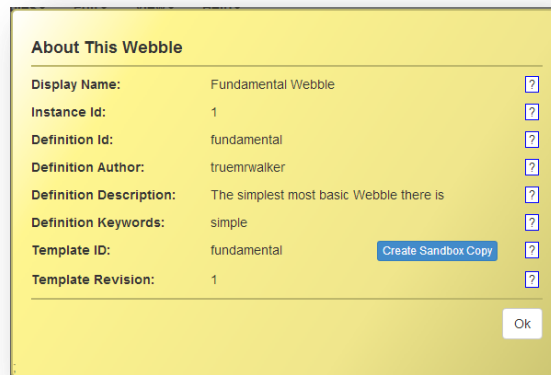 About This Webble
Display Name: Fundamental Webble ?
Instance Id: 1 ?
Definition Id: fundamental ?
Definition Author: truemrwalker ?
Definition Description: The simplest most basic Webble there is ?
Definition Keywords: simple ?
Template ID: fundamental Create Sandbox Copy ?
Template Revision: 1 ?
Ok